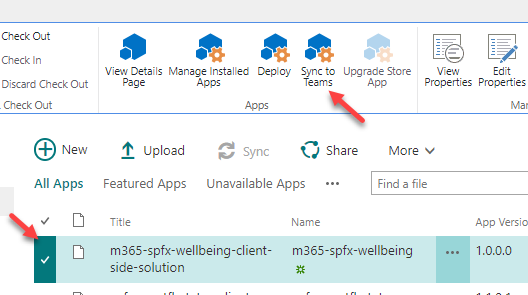 Check Out
Check In
Discard Check Out
Check Out
View Details
Page
Manage Installed
Apps
Deploy
Sync to
Teams
Upgrade Store
App
View
Properties
Edit
Properties
Apps
New
Upload
Sync
Share
More
All Apps
Featured Apps
Unavailable Apps
Find a file
Title
Name
App Versio
m365-spfx-wellbeing-client-
side-solution
m365-spfx-wellbeing
1.0.0.0